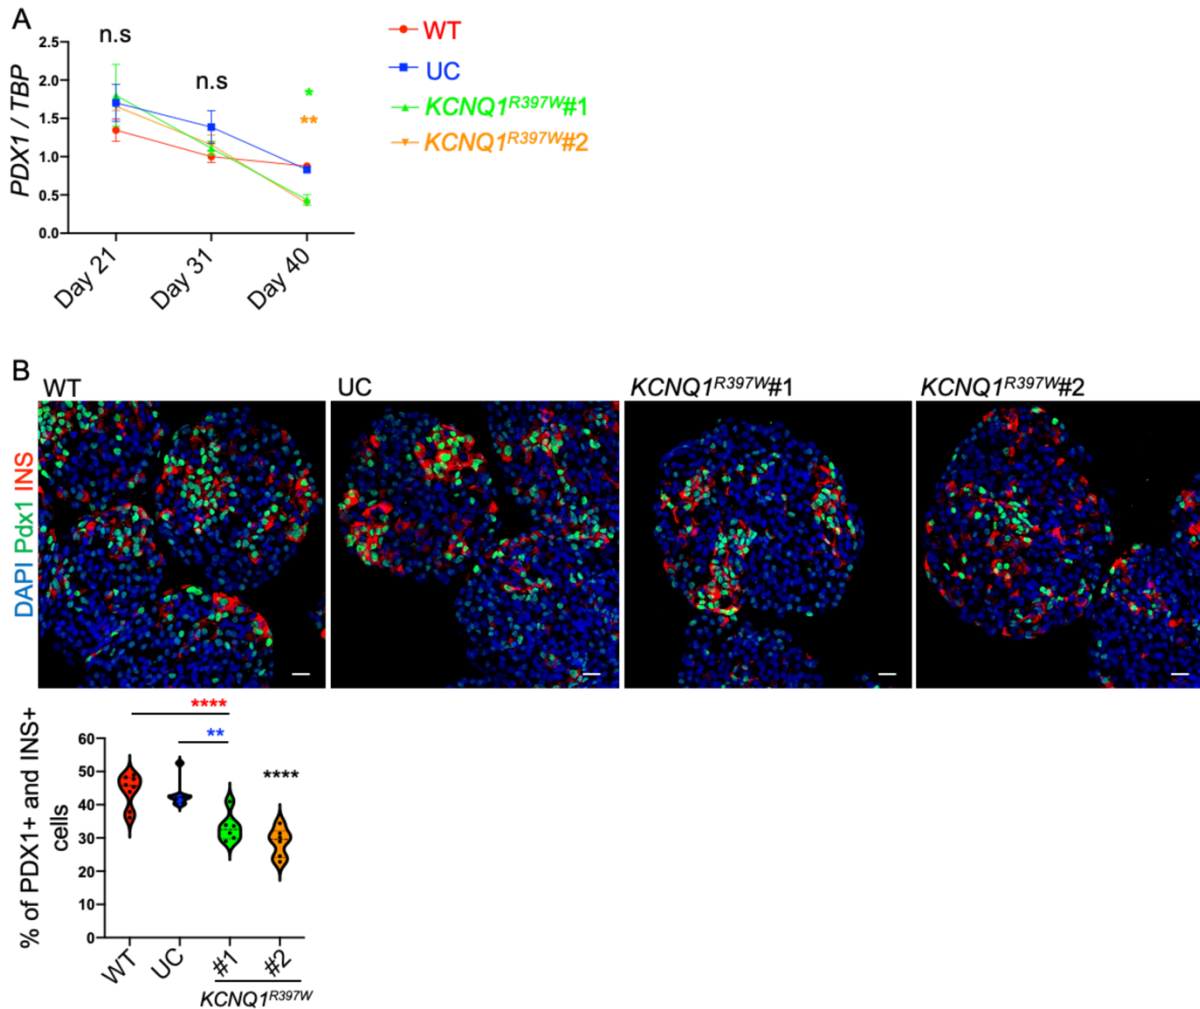 A
n.s
n.s
*
**
2.5
2.0
1.5
1.0
0.5
0.0
PDX1 / TBP
Day 21
Day 31
Day 40
WT
UC
KCNQ1R397W#1
KCNQ1R397W#2
B
WT
UC
KCNQ1R397W#1
KCNQ1R397W#2
DAPI Pdx1 INS
% of PDX1+ and INS+
cells
60
50
40
30
20
10
0
****
**
****
WT
UC
#1
#2
KCNQ1R397W